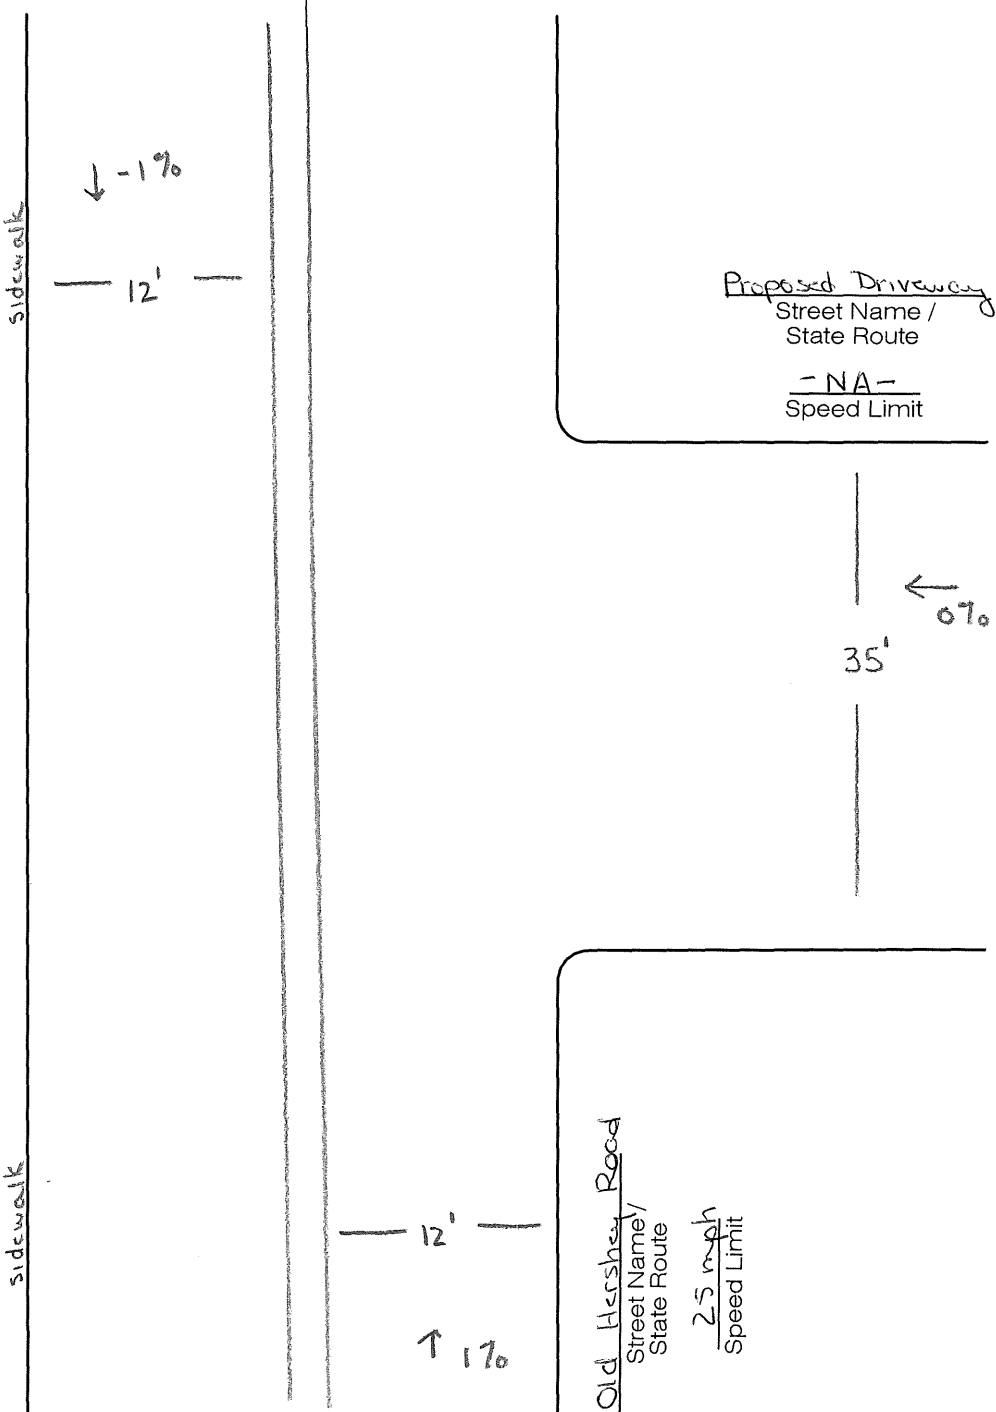 ↓ -1%
sidewalk
12'
Proposed Driveway
Street Name /
State Route
-NA-
Speed Limit
← 0%
35'
sidewalk
12'
↑ 1%
Old Hershey Road
Street Name /
State Route
25 mph
Speed Limit